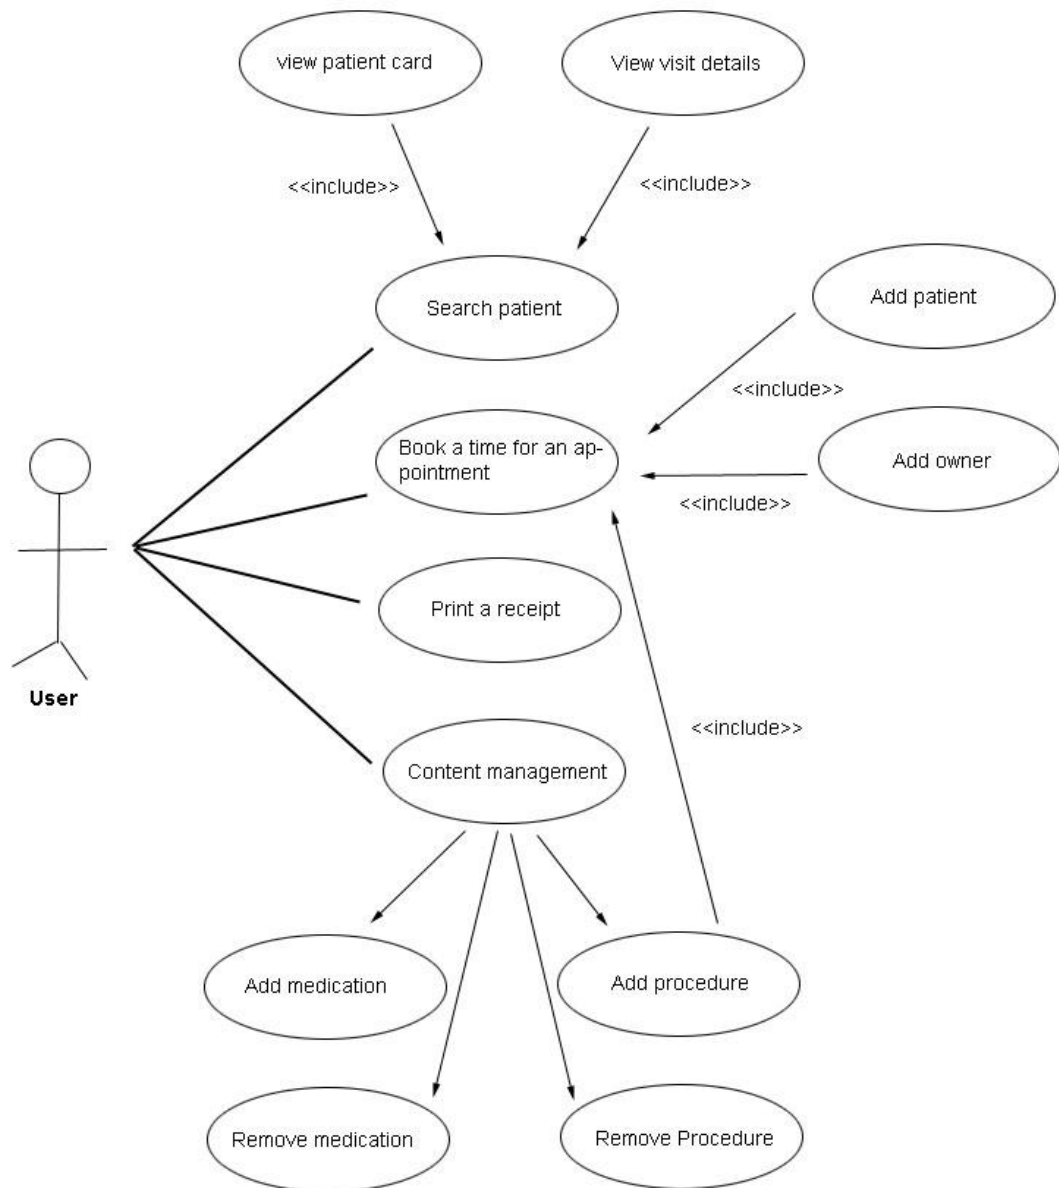 view patient card
View visit details
<<include>>
<<include>>
Search patient
Add patient
<<include>>
Book a time for an ap-
pointment
Add owner
<<include>>
Print a receipt
User
<<include>>
Content management
Add medication
Add procedure
Remove medication
Remove Procedure